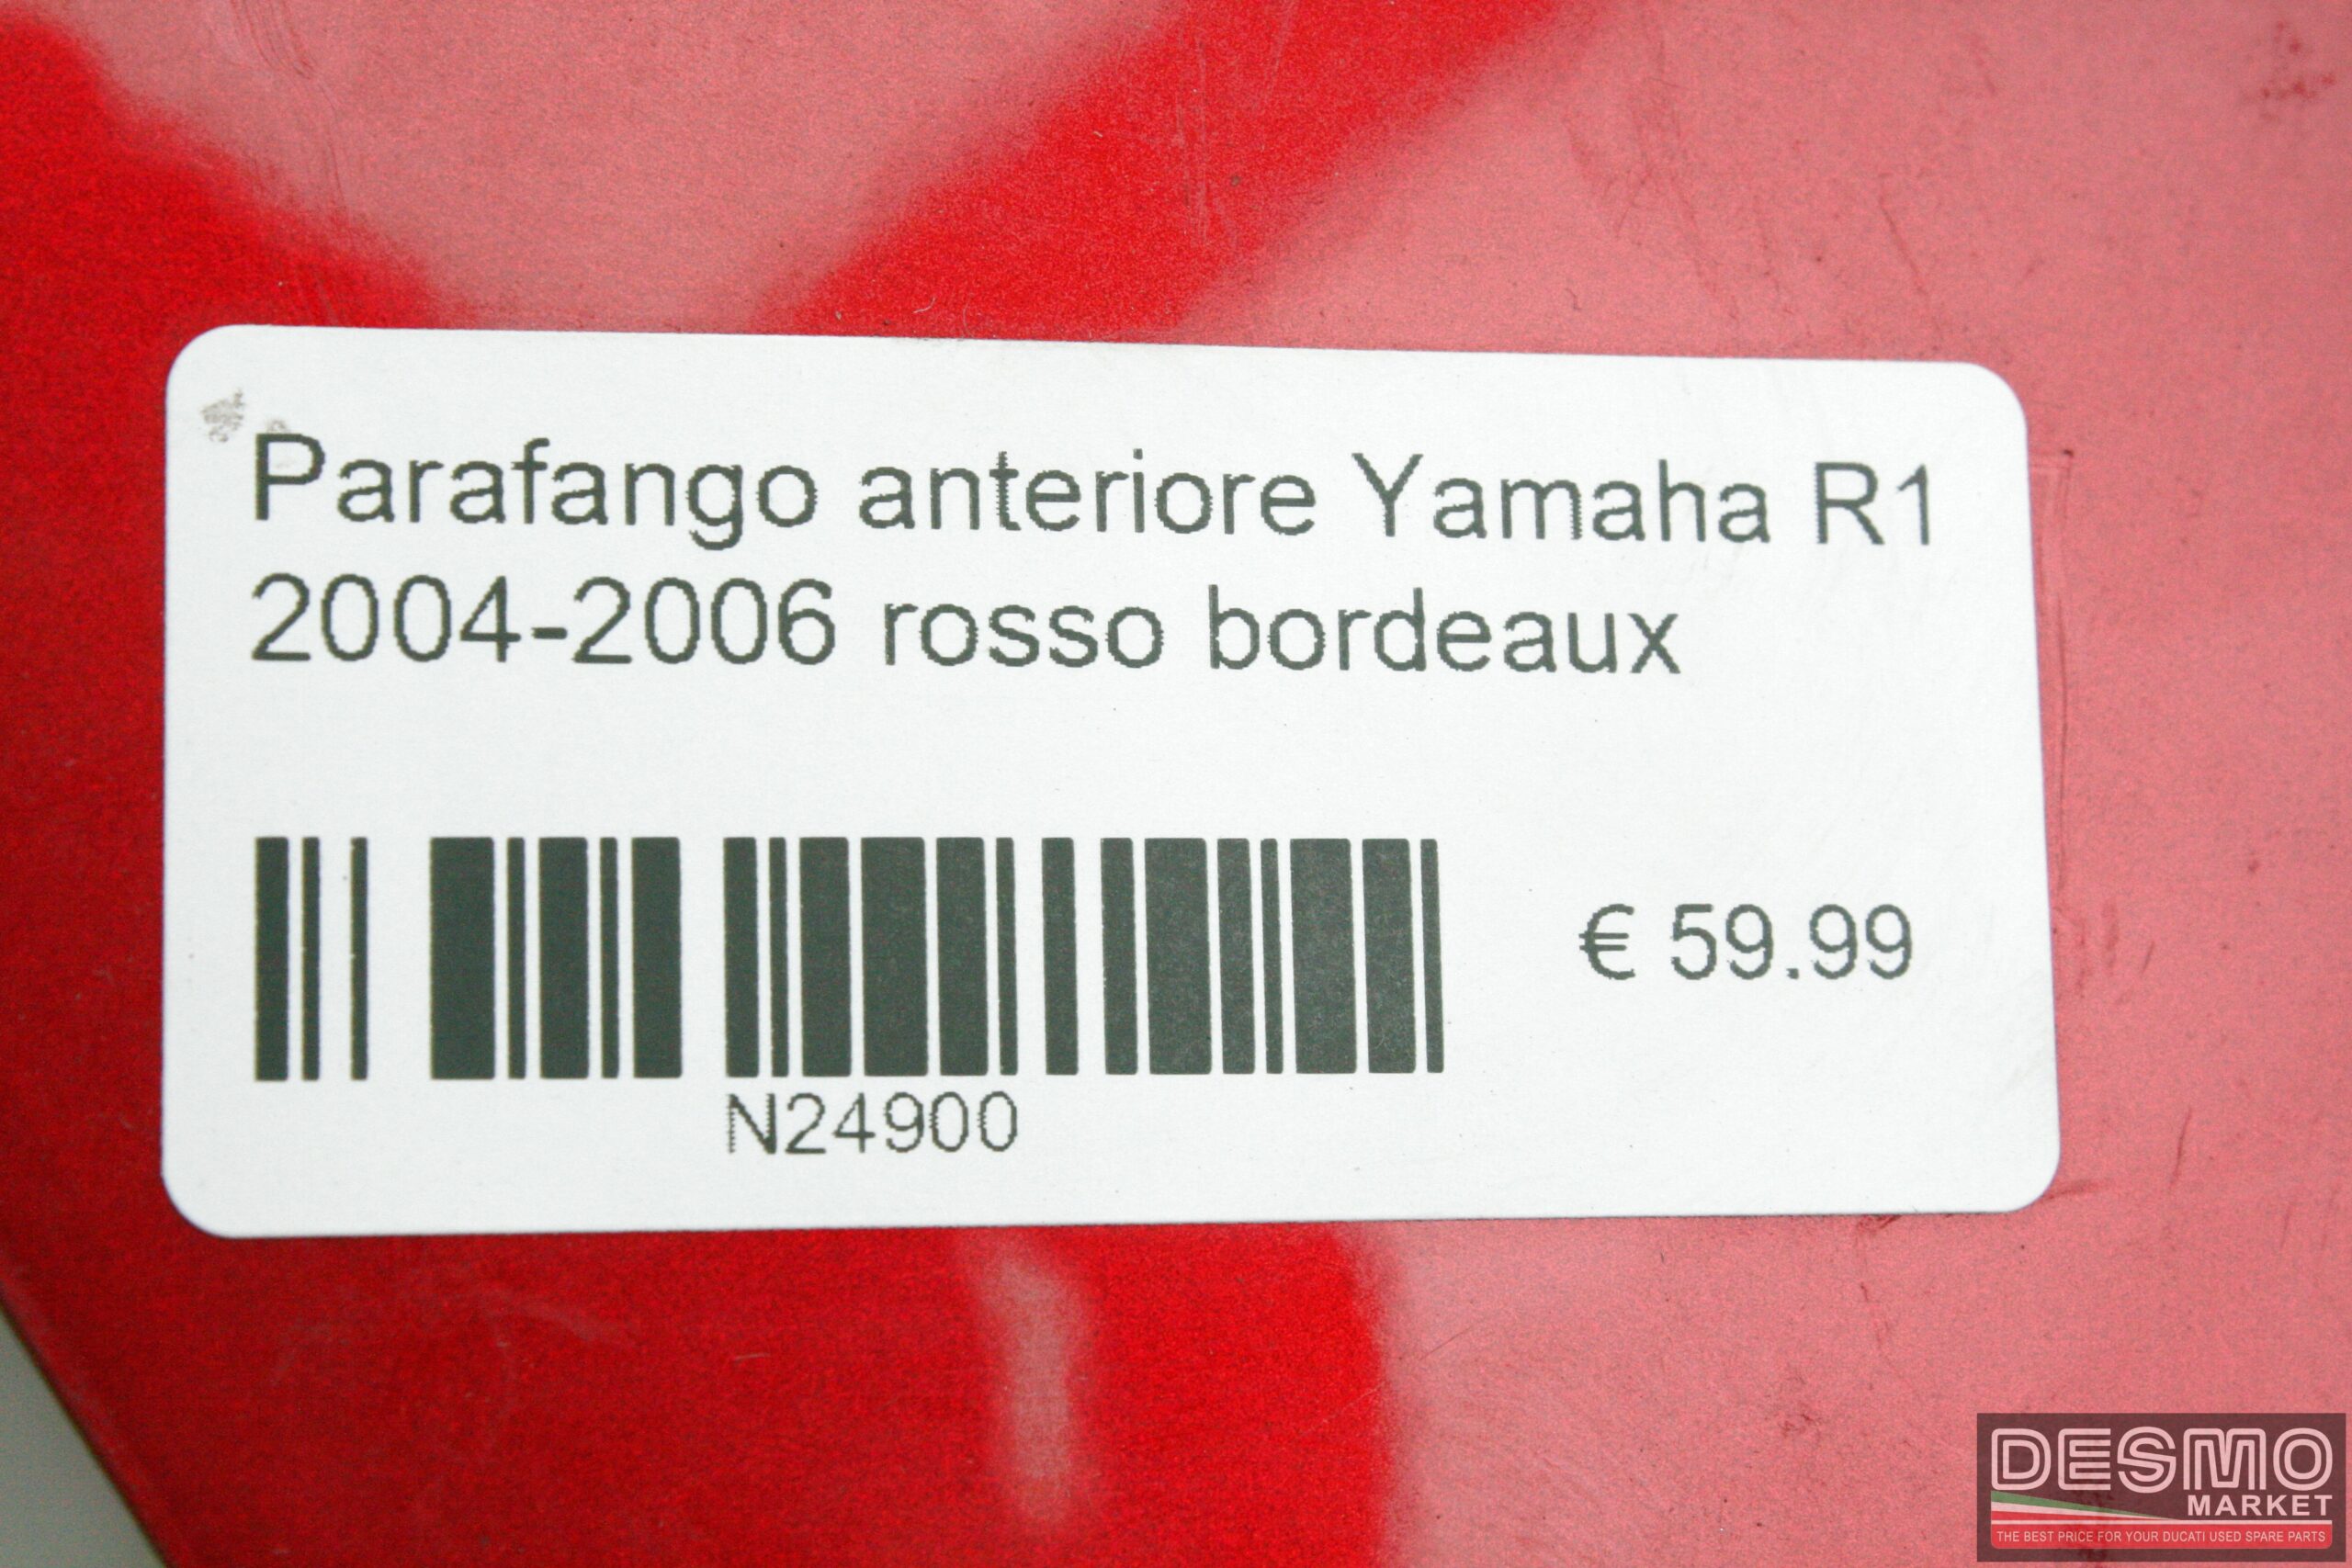 Parafango anteriore Yamaha R1
2004-2006 rosso bordeaux
€ 59.99
N24900
DESMO
MARKET
THE BEST PRICE FOR YOUR DUCATI USED SPARE PARTS